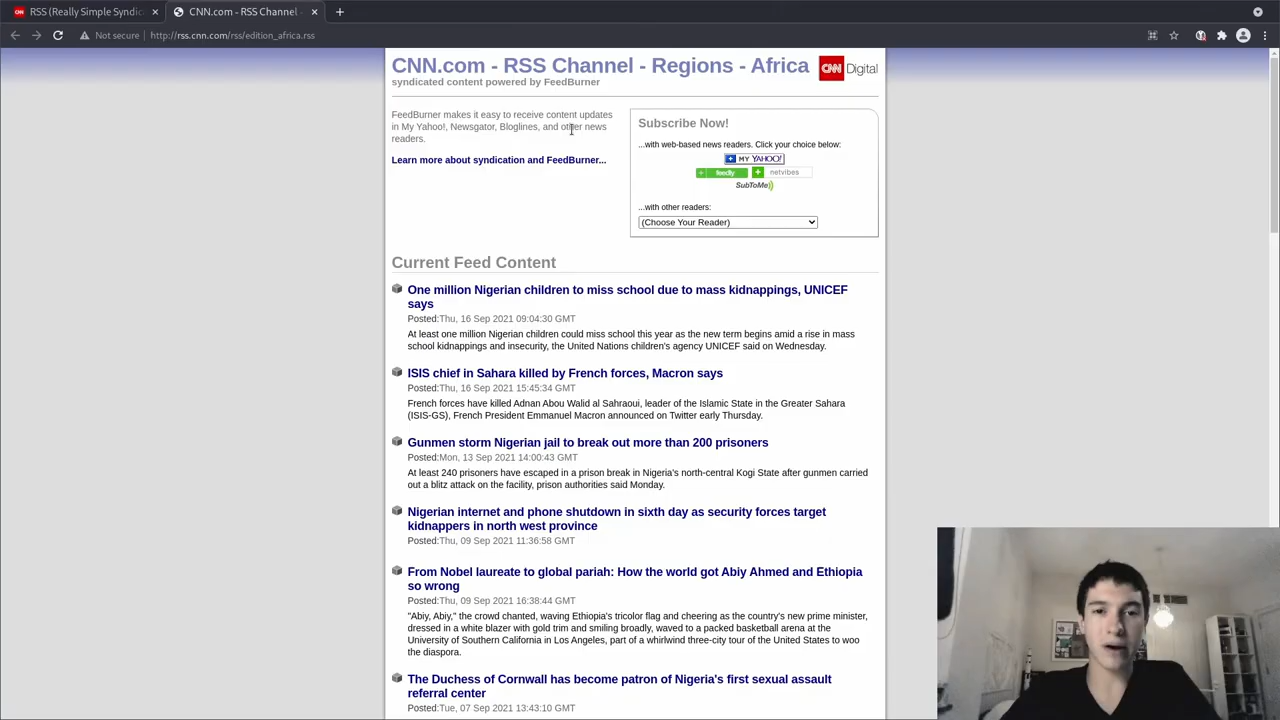 RSS (Really Simple Syndic
CNN.com - RSS Channel - R
Not secure
http://rss.cnn.com/rss/edition_africa.rss
CNN.com - RSS Channel - Regions - Africa
CNN Digital
syndicated content powered by FeedBurner
FeedBurner makes it easy to receive content updates
in My Yahoo!, Newsgator, Bloglines, and other news
readers.
Learn more about syndication and FeedBurner...
Subscribe Now!
...with web-based news readers. Click your choice below:
MY YAHOO!
feedly
netvibes
SubToMe
...with other readers:
(Choose Your Reader)
Current Feed Content
One million Nigerian children to miss school due to mass kidnappings, UNICEF
says
Posted:Thu, 16 Sep 2021 09:04:30 GMT
At least one million Nigerian children could miss school this year as the new term begins amid a rise in mass
school kidnappings and insecurity, the United Nations children's agency UNICEF said on Wednesday.
ISIS chief in Sahara killed by French forces, Macron says
Posted:Thu, 16 Sep 2021 15:45:34 GMT
French forces have killed Adnan Abou Walid al Sahraoui, leader of the Islamic State in the Greater Sahara
(ISIS-GS), French President Emmanuel Macron announced on Twitter early Thursday.
Gunmen storm Nigerian jail to break out more than 200 prisoners
Posted:Mon, 13 Sep 2021 14:00:43 GMT
At least 240 prisoners have escaped in a prison break in Nigeria's north-central Kogi State after gunmen carried
out a blitz attack on the facility, prison authorities said Monday.
Nigerian internet and phone shutdown in sixth day as security forces target
kidnappers in north west province
Posted:Thu, 09 Sep 2021 11:36:58 GMT
From Nobel laureate to global pariah: How the world got Abiy Ahmed and Ethiopia
so wrong
Posted:Thu, 09 Sep 2021 16:38:44 GMT
"Abiy, Abiy," the crowd chanted, waving Ethiopia's tricolor flag and cheering as the country's new prime minister,
dressed in a white blazer with gold trim and smiling broadly, waved to a packed basketball arena at the
University of Southern California in Los Angeles, part of a whirlwind three-city tour of the United States to woo
the diaspora.
The Duchess of Cornwall has become patron of Nigeria's first sexual assault
referral center
Posted:Tue, 07 Sep 2021 13:43:10 GMT